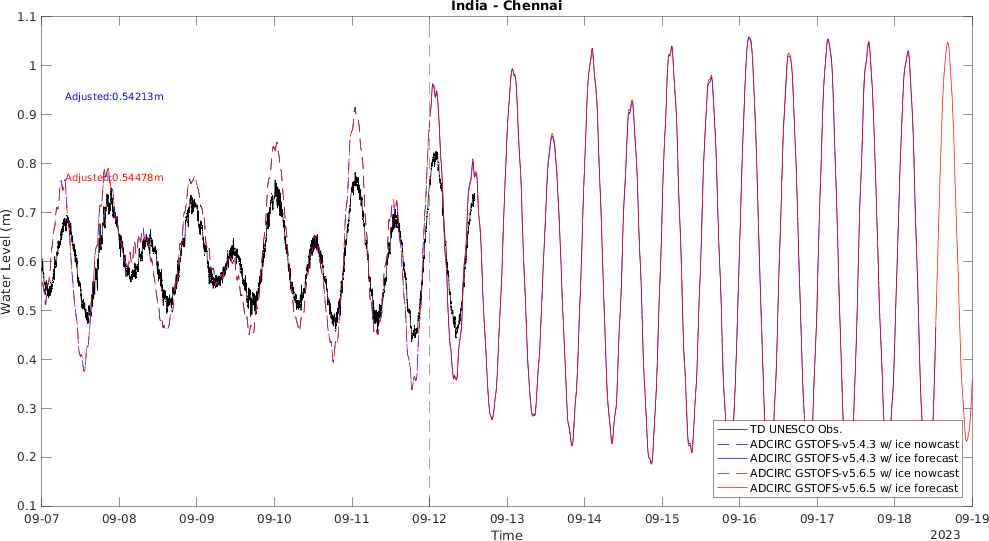 India - Chennai
1.1
1
0.9
0.8
0.7
0.6
0.5
0.4
0.3
0.2
0.1
Water Level (m)
Adjusted:0.54213m
Adjusted:0.54478m
TD UNESCO Obs.
ADCIRC GSTOFS-v5.4.3 w/ ice nowcast
ADCIRC GSTOFS-v5.4.3 w/ ice forecast
ADCIRC GSTOFS-v5.6.5 w/ ice nowcast
ADCIRC GSTOFS-v5.6.5 w/ ice forecast
09-07 09-08 09-09 09-10 09-11 09-12 09-13 09-14 09-15 09-16 09-17 09-18 09-19
Time
2023